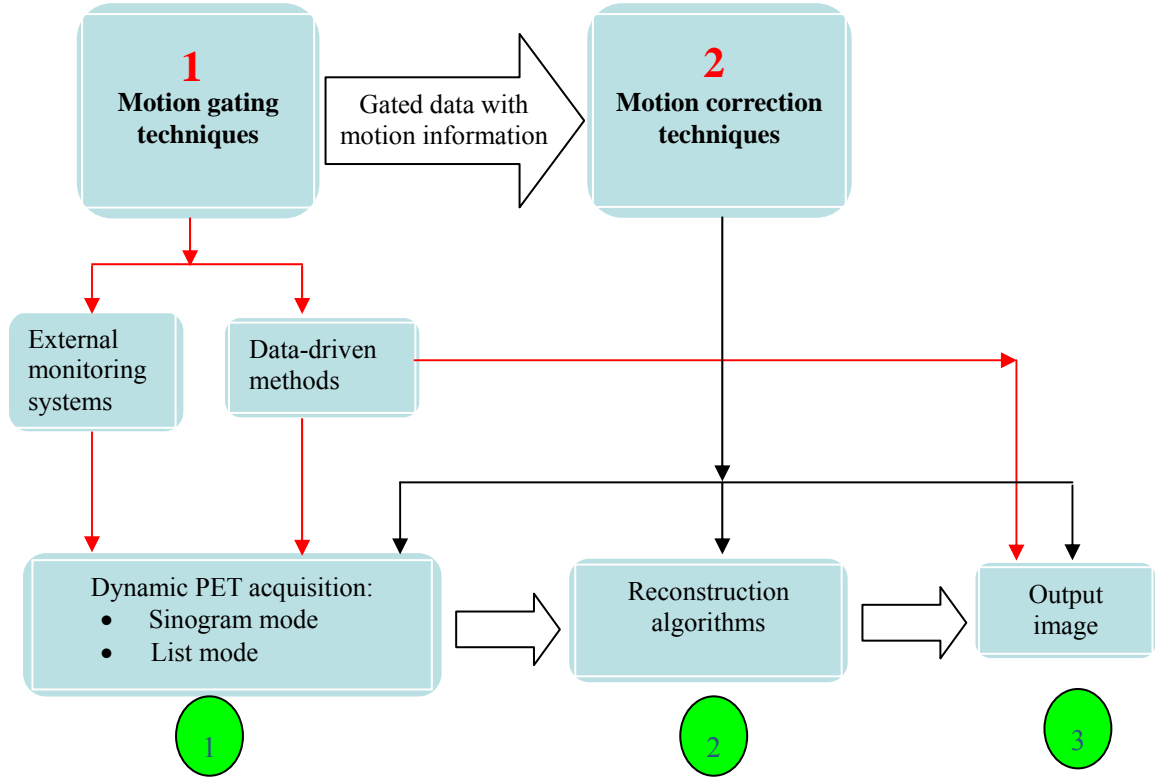 1
Motion gating
techniques
Gated data with
motion information
2
Motion correction
techniques
External
monitoring
systems
Data-driven
methods
Dynamic PET acquisition:
• Sinogram mode
• List mode
Reconstruction
algorithms
Output
image
1
2
3